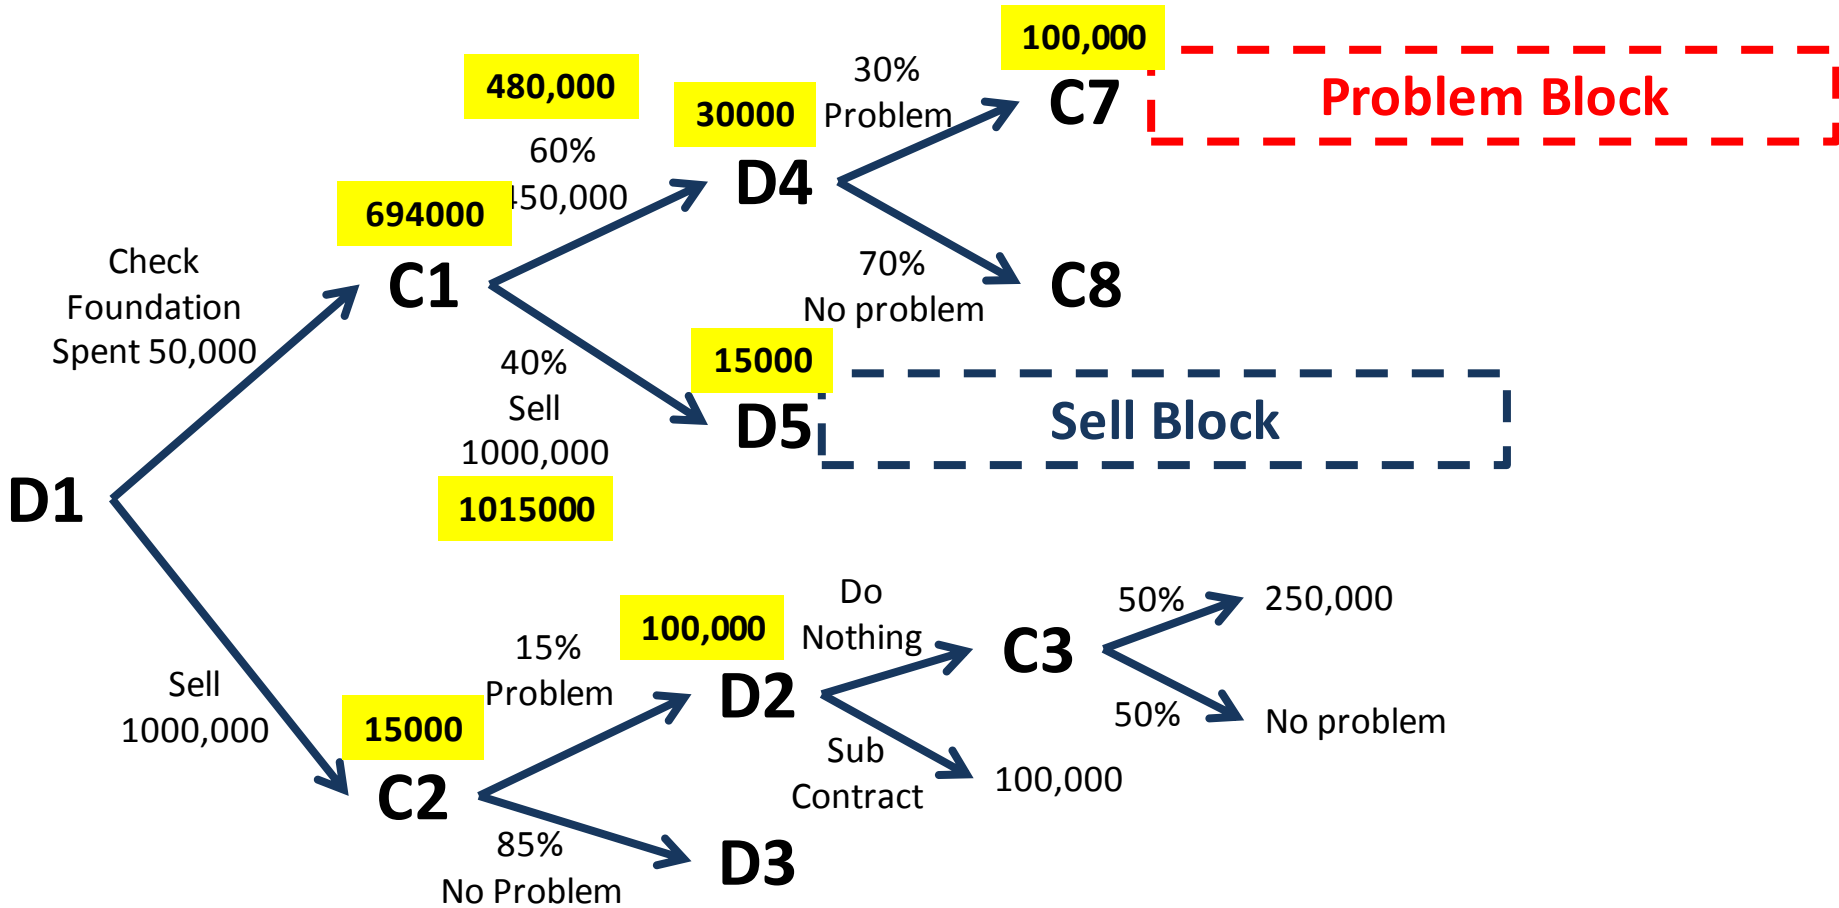 100,000
Problem Block
C7
30%
Problem
480,000
30000
60%
450,000
D4
694000
C1
Check
Foundation
Spent 50,000
70%
No problem
C8
15000
D5
Sell Block
40%
Sell
1000,000
1015000
D1
Sell
1000,000
15000
C2
15%
Problem
100,000
D2
Do
Nothing
C3
50%
250,000
50%
No problem
Sub
Contract
100,000
85%
No Problem
D3